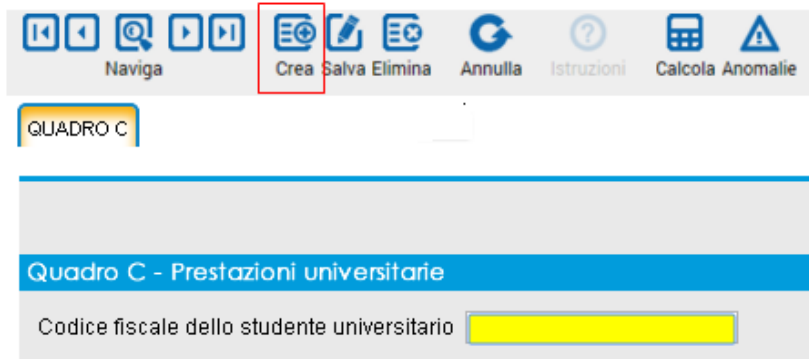 Naviga Crea Salva Elimina Annulla Istruzioni Calcola Anomalie
QUADRO C
Quadro C - Prestazioni universitarie
Codice fiscale dello studente universitario